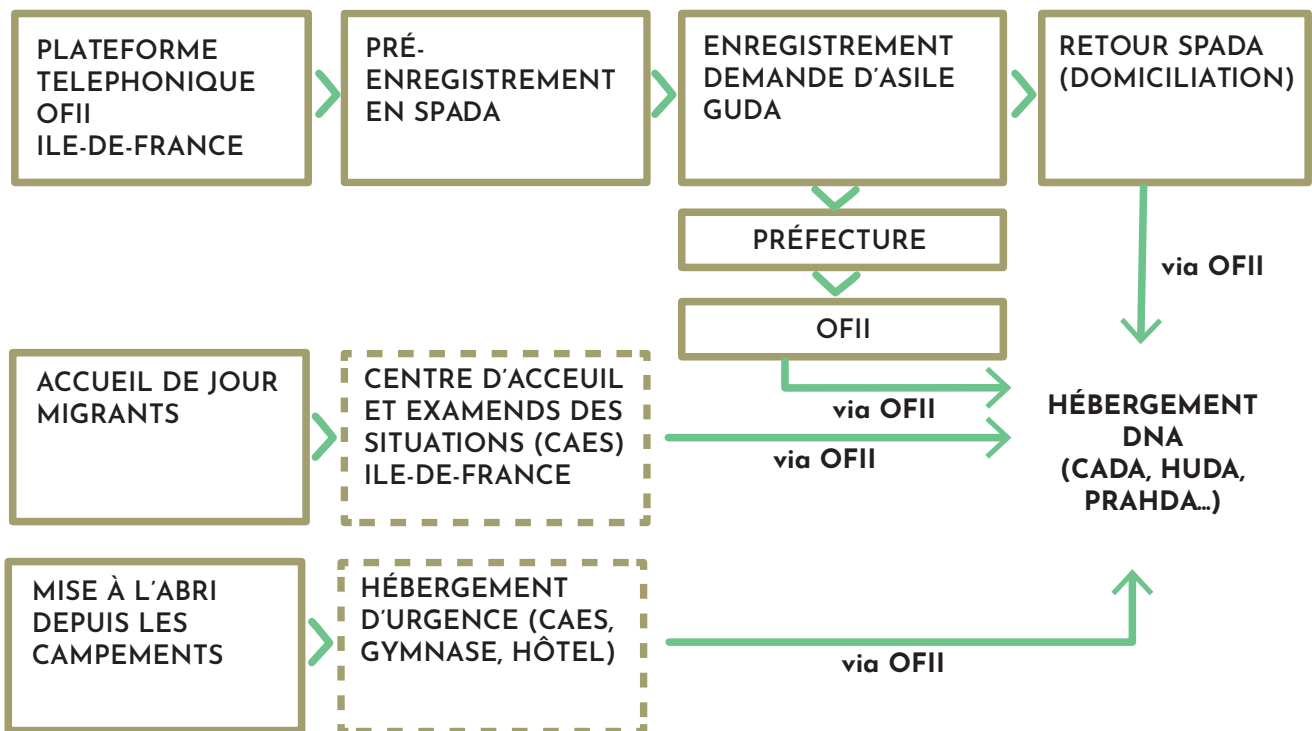 PLATEFORME
TELEPHONIQUE
OFII
ILE-DE-FRANCE
PRÉ-
ENREGISTREMENT
EN SPADA
ENREGISTREMENT
DEMANDE D'ASILE
GUDA
RETOUR SPADA
(DOMICILIATION)
PRÉFECTURE
via OFII
OFII
ACCUEIL DE JOUR
MIGRANTS
CENTRE D'ACCEUIL
ET EXAMENDS DES
SITUATIONS (CAES)
ILE-DE-FRANCE
via OFII
via OFII
HÉBERGEMENT
DNA
(CADA, HUDA,
PRAHDA...)
MISE À L'ABRI
DEPUIS LES
CAMPEMENTS
HÉBERGEMENT
D'URGENCE (CAES,
GYMNASE, HÔTEL)
via OFII